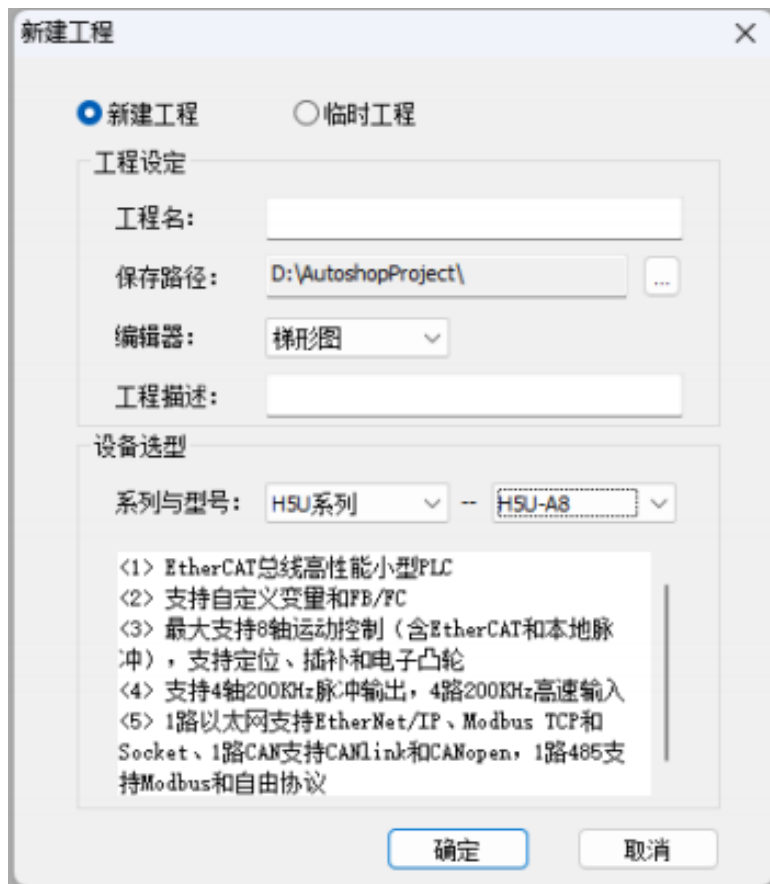 新建工程
新建工程 临时工程
工程设定
工程名：
保存路径： D:\AutoshopProject\ ...
编辑器： 梯形图
工程描述：
设备选型
系列与型号： H5U系列 -- H5U-A8
<1> EtherCAT总线高性能小型PLC
<2> 支持自定义变量和FB/FC
<3> 最大支持8轴运动控制（含EtherCAT和本地脉
冲），支持定位、插补和电子凸轮
<4> 支持4轴200KHz脉冲输出，4路200KHz高速输入
<5> 1路以太网支持EtherNet/IP、Modbus TCP和
Socket、1路CAN支持CANlink和CANopen，1路485支
持Modbus和自由协议
确定 取消